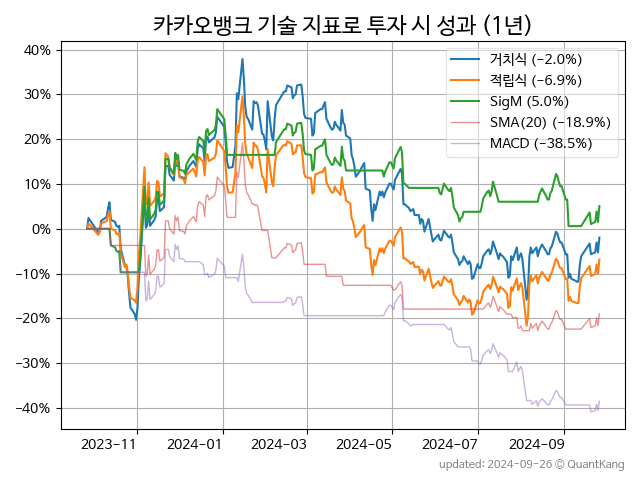 카카오뱅크 기술 지표로 투자 시 성과 (1년)
거치식 (−2.0%)
적립식 (−6.9%)
SigM (5.0%)
SMA(20) (−18.9%)
MACD (−38.5%)
40%
30%
20%
10%
0%
−10%
−20%
−30%
−40%
2023-11
2024-01
2024-03
2024-05
2024-07
2024-09
updated: 2024-09-26 © QuantKang